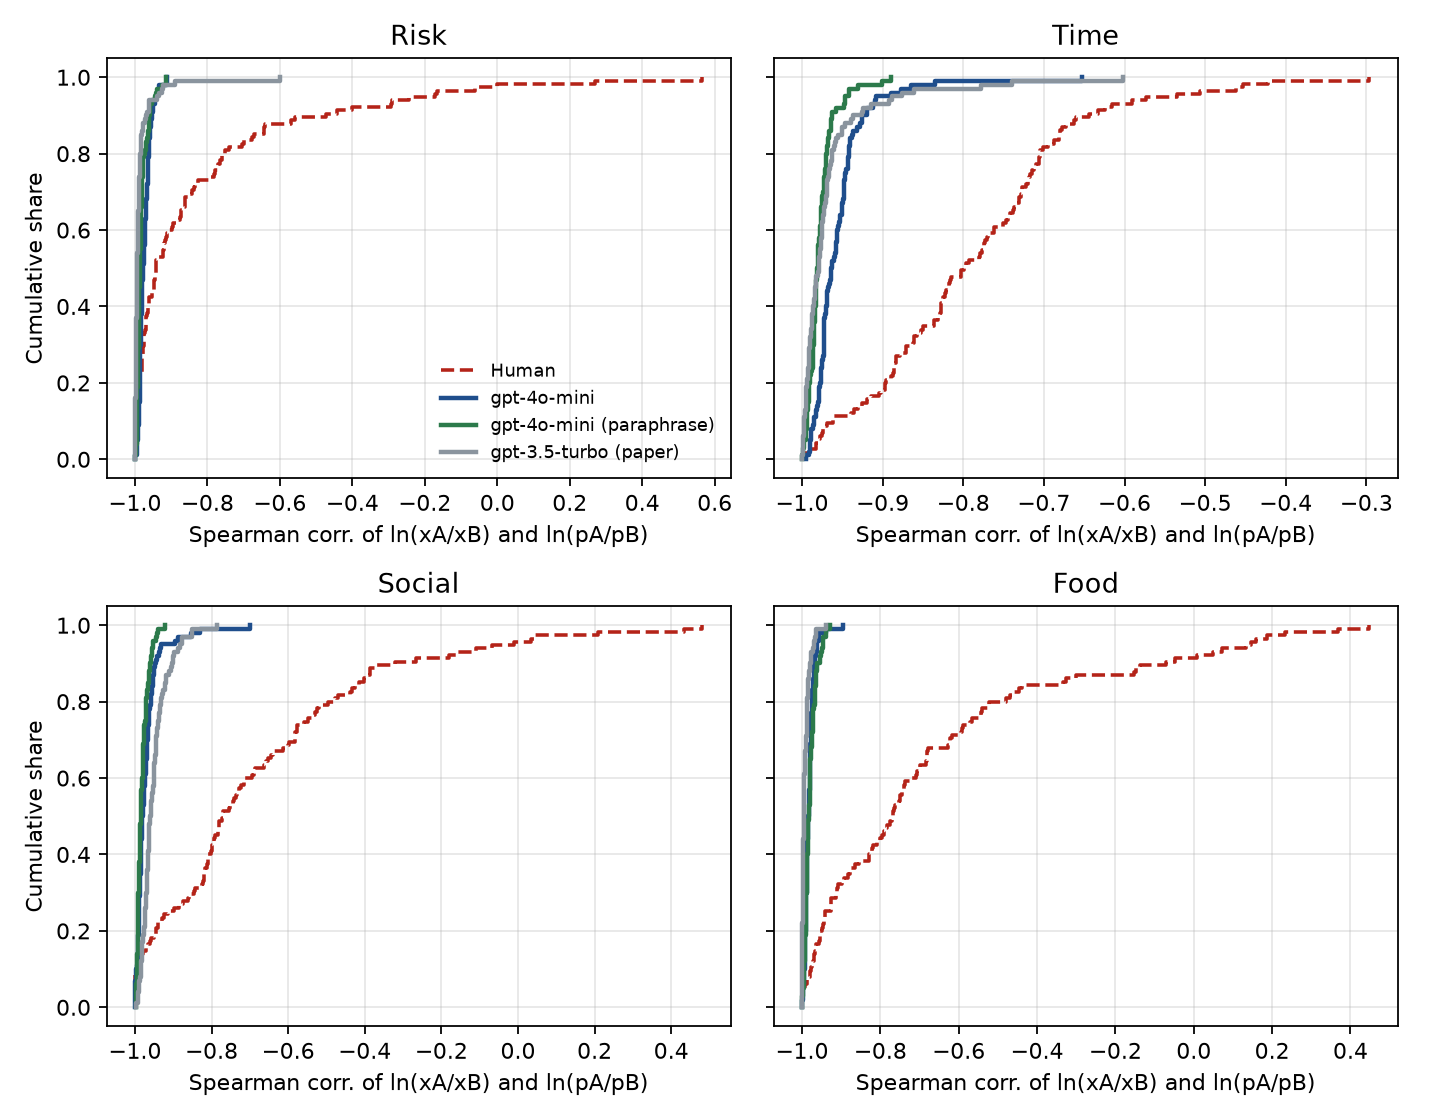 Risk
1.0
0.8
0.6
0.4
0.2
0.0
Cumulative share
Human
gpt-4o-mini
gpt-4o-mini (paraphrase)
gpt-3.5-turbo (paper)
−1.0 −0.8 −0.6 −0.4 −0.2 0.0 0.2 0.4 0.6
Spearman corr. of ln(xA/xB) and ln(pA/pB)
Time
−1.0 −0.9 −0.8 −0.7 −0.6 −0.5 −0.4 −0.3
Spearman corr. of ln(xA/xB) and ln(pA/pB)
Social
1.0
0.8
0.6
0.4
0.2
0.0
Cumulative share
−1.0 −0.8 −0.6 −0.4 −0.2 0.0 0.2 0.4
Spearman corr. of ln(xA/xB) and ln(pA/pB)
Food
−1.0 −0.8 −0.6 −0.4 −0.2 0.0 0.2 0.4
Spearman corr. of ln(xA/xB) and ln(pA/pB)